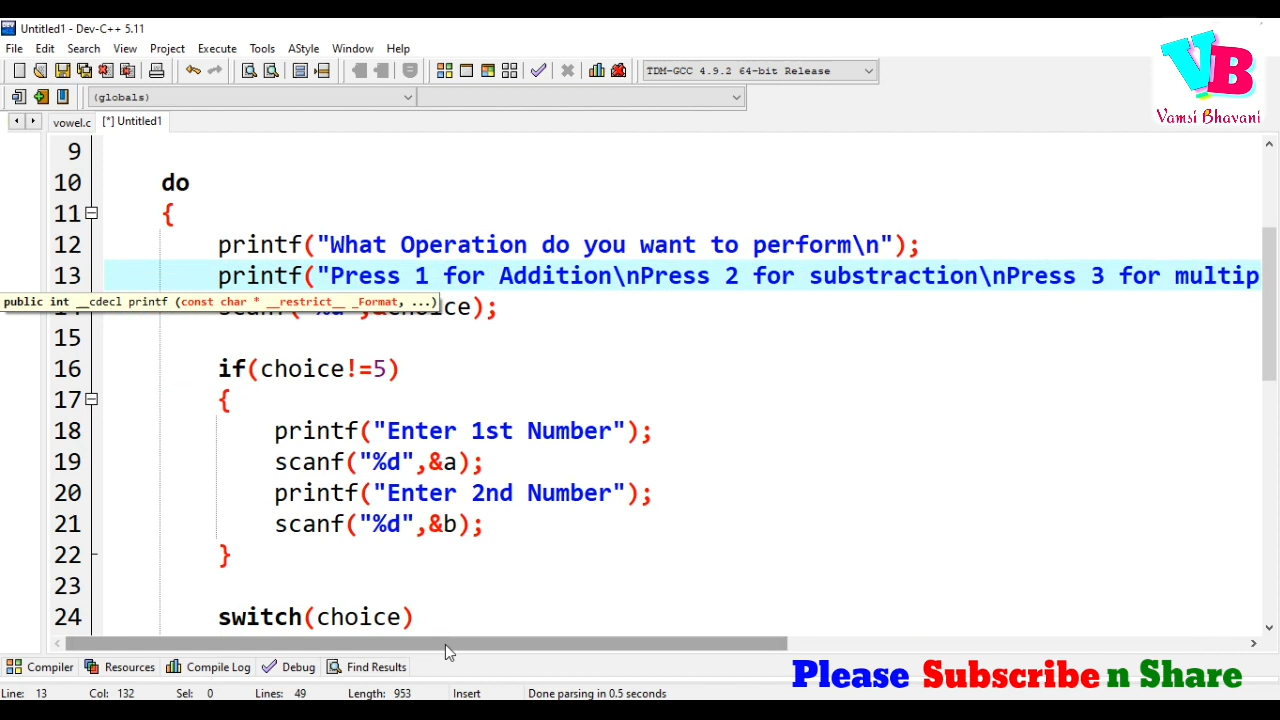 Untitled1 - Dev-C++ 5.11
File Edit Search View Project Execute Tools AStyle Window Help
TDM-GCC 4.9.2 64-bit Release
(globals)
VB
Vamsi Bhavani
vowel.c [*] Untitled1
9
10 do
11 {
12 printf("What Operation do you want to perform\n");
13 printf("Press 1 for Addition\nPress 2 for substraction\nPress 3 for multip
public int __cdecl printf (const char * __restrict__ _Format, ...)
choice);
15
16 if(choice!=5)
17 {
18 printf("Enter 1st Number");
19 scanf("%d",&a);
20 printf("Enter 2nd Number");
21 scanf("%d",&b);
22 }
23
24 switch(choice)
Compiler Resources Compile Log Debug Find Results
Please Subscribe n Share
Line: 13 Col: 132 Sel: 0 Lines: 49 Length: 953 Insert Done parsing in 0.5 seconds